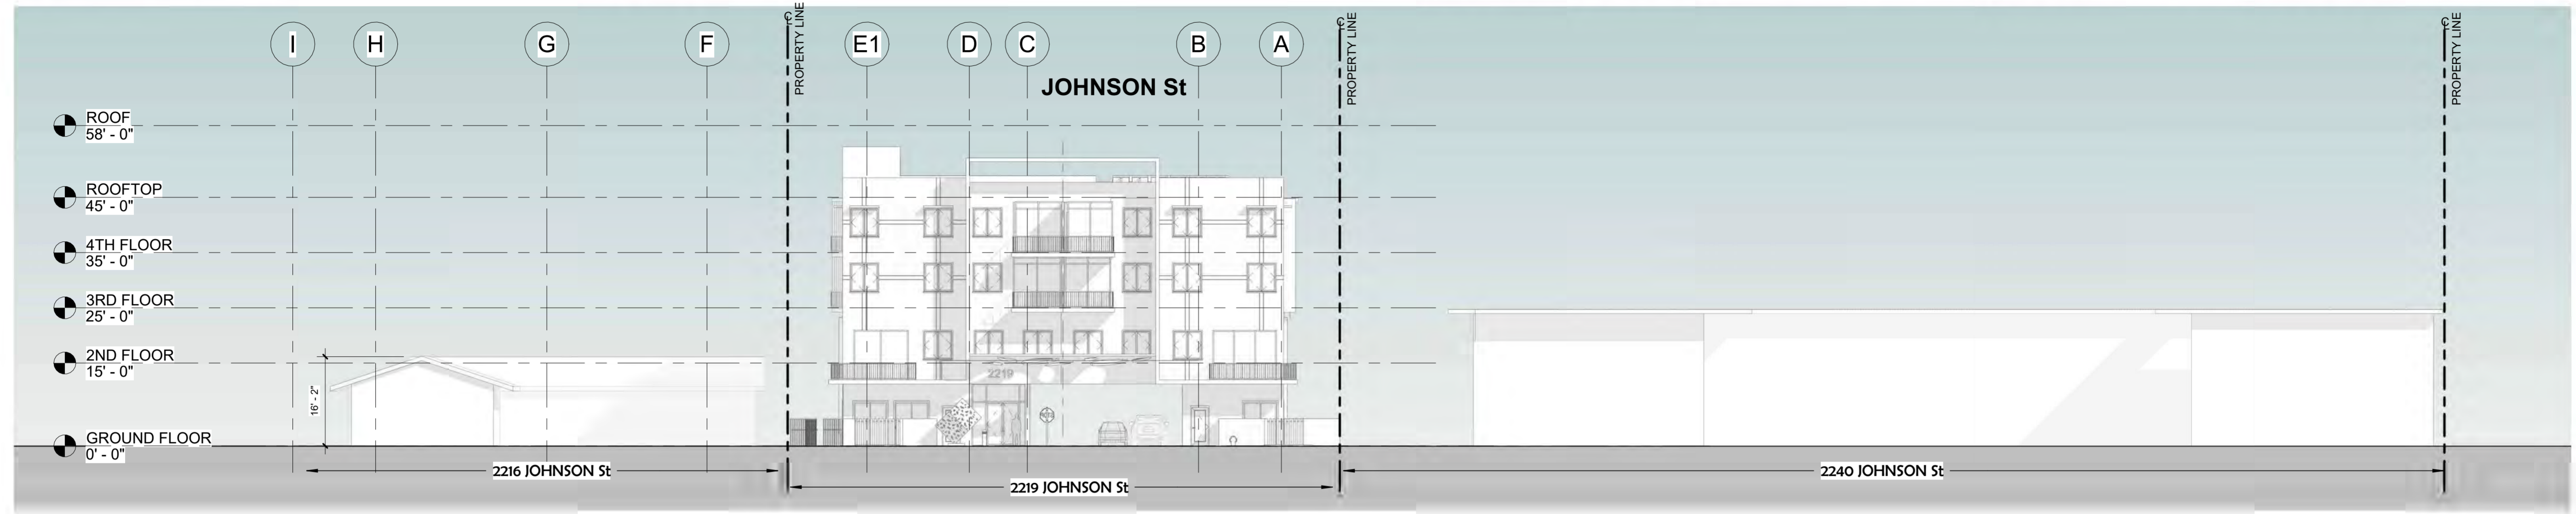 I
H
G
F
PROPERTY LINE
E1
D
C
B
A
PROPERTY LINE
PROPERTY LINE
JOHNSON St
ROOF
58' - 0"
ROOFTOP
45' - 0"
4TH FLOOR
35' - 0"
3RD FLOOR
25' - 0"
2ND FLOOR
15' - 0"
16' - 2"
2219
GROUND FLOOR
0' - 0"
2216 JOHNSON St
2219 JOHNSON St
2240 JOHNSON St